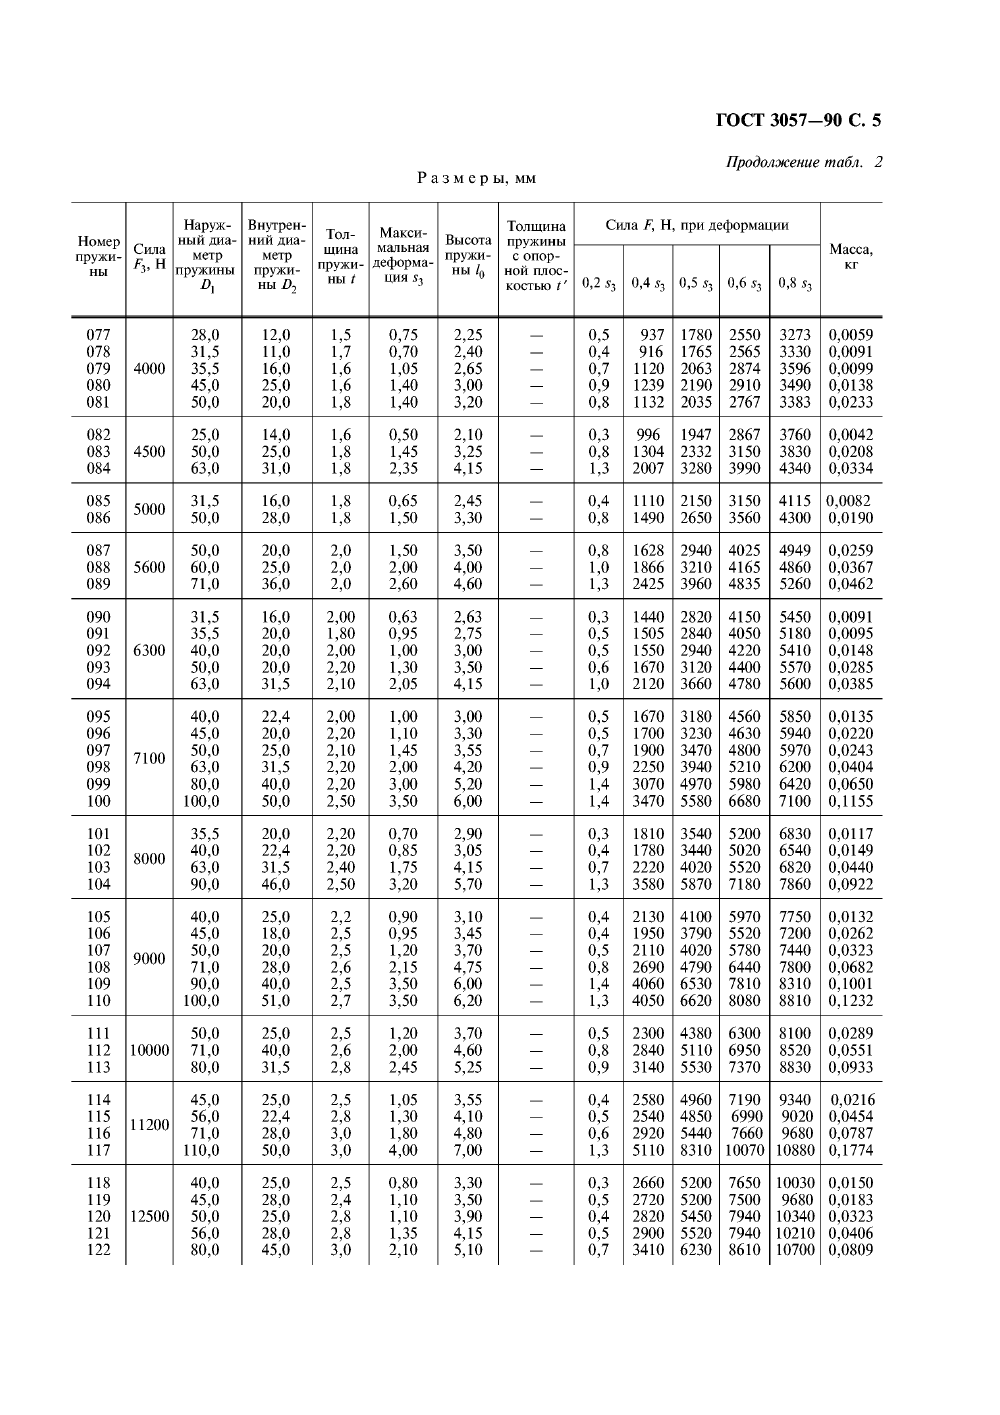 ГОСТ 3057—90 С. 5
Продолжение табл. 2
Размеры, мм
Номер пружины | Сила F3, Н | Наружный диаметр пружины D1 | Внутренний диаметр пружины D2 | Толщина пружины t | Максимальная деформация s3 | Высота пружины l0 | Толщина пружины с опорной плоскостью t′ | Сила F, Н, при деформации | Масса, кг
0,2 s3 | 0,4 s3 | 0,5 s3 | 0,6 s3 | 0,8 s3
077 28,0 12,0 1,5 0,75 2,25 — 0,5 937 1780 2550 3273 0,0059
078 31,5 11,0 1,7 0,70 2,40 — 0,4 916 1765 2565 3330 0,0091
079 4000 35,5 16,0 1,6 1,05 2,65 — 0,7 1120 2063 2874 3596 0,0099
080 45,0 25,0 1,6 1,40 3,00 — 0,9 1239 2190 2910 3490 0,0138
081 50,0 20,0 1,8 1,40 3,20 — 0,8 1132 2035 2767 3383 0,0233
082 25,0 14,0 1,6 0,50 2,10 — 0,3 996 1947 2867 3760 0,0042
083 4500 50,0 25,0 1,8 1,45 3,25 — 0,8 1304 2332 3150 3830 0,0208
084 63,0 31,0 1,8 2,35 4,15 — 1,3 2007 3280 3990 4340 0,0334
085 5000 31,5 16,0 1,8 0,65 2,45 — 0,4 1110 2150 3150 4115 0,0082
086 50,0 28,0 1,8 1,50 3,30 — 0,8 1490 2650 3560 4300 0,0190
087 50,0 20,0 2,0 1,50 3,50 — 0,8 1628 2940 4025 4949 0,0259
088 5600 60,0 25,0 2,0 2,00 4,00 — 1,0 1866 3210 4165 4860 0,0367
089 71,0 36,0 2,0 2,60 4,60 — 1,3 2425 3960 4835 5260 0,0462
090 31,5 16,0 2,00 0,63 2,63 — 0,3 1440 2820 4150 5450 0,0091
091 35,5 20,0 1,80 0,95 2,75 — 0,5 1505 2840 4050 5180 0,0095
092 6300 40,0 20,0 2,00 1,00 3,00 — 0,5 1550 2940 4220 5410 0,0148
093 50,0 20,0 2,20 1,30 3,50 — 0,6 1670 3120 4400 5570 0,0285
094 63,0 31,5 2,10 2,05 4,15 — 1,0 2120 3660 4780 5600 0,0385
095 40,0 22,4 2,00 1,00 3,00 — 0,5 1670 3180 4560 5850 0,0135
096 45,0 20,0 2,20 1,10 3,30 — 0,5 1700 3230 4630 5940 0,0220
097 7100 50,0 25,0 2,10 1,45 3,55 — 0,7 1900 3470 4800 5970 0,0243
098 63,0 31,5 2,20 2,00 4,20 — 0,9 2250 3940 5210 6200 0,0404
099 80,0 40,0 2,20 3,00 5,20 — 1,4 3070 4970 5980 6420 0,0650
100 100,0 50,0 2,50 3,50 6,00 — 1,4 3470 5580 6680 7100 0,1155
101 35,5 20,0 2,20 0,70 2,90 — 0,3 1810 3540 5200 6830 0,0117
102 8000 40,0 22,4 2,20 0,85 3,05 — 0,4 1780 3440 5020 6540 0,0149
103 63,0 31,5 2,40 1,75 4,15 — 0,7 2220 4020 5520 6820 0,0440
104 90,0 46,0 2,50 3,20 5,70 — 1,3 3580 5870 7180 7860 0,0922
105 40,0 25,0 2,2 0,90 3,10 — 0,4 2130 4100 5970 7750 0,0132
106 45,0 18,0 2,5 0,95 3,45 — 0,4 1950 3790 5520 7200 0,0262
107 9000 50,0 20,0 2,5 1,20 3,70 — 0,5 2110 4020 5780 7440 0,0323
108 71,0 28,0 2,6 2,15 4,75 — 0,8 2690 4790 6440 7800 0,0682
109 90,0 40,0 2,5 3,50 6,00 — 1,4 4060 6530 7810 8310 0,1001
110 100,0 51,0 2,7 3,50 6,20 — 1,3 4050 6620 8080 8810 0,1232
111 50,0 25,0 2,5 1,20 3,70 — 0,5 2300 4380 6300 8100 0,0289
112 10000 71,0 40,0 2,6 2,00 4,60 — 0,8 2840 5110 6950 8520 0,0551
113 80,0 31,5 2,8 2,45 5,25 — 0,9 3140 5530 7370 8830 0,0933
114 45,0 25,0 2,5 1,05 3,55 — 0,4 2580 4960 7190 9340 0,0216
115 11200 56,0 22,4 2,8 1,30 4,10 — 0,5 2540 4850 6990 9020 0,0454
116 71,0 28,0 3,0 1,80 4,80 — 0,6 2920 5440 7660 9680 0,0787
117 110,0 50,0 3,0 4,00 7,00 — 1,3 5110 8310 10070 10880 0,1774
118 40,0 25,0 2,5 0,80 3,30 — 0,3 2660 5200 7650 10030 0,0150
119 45,0 28,0 2,4 1,10 3,50 — 0,5 2720 5200 7500 9680 0,0183
120 12500 50,0 25,0 2,8 1,10 3,90 — 0,4 2820 5450 7940 10340 0,0323
121 56,0 28,0 2,8 1,35 4,15 — 0,5 2900 5520 7940 10210 0,0406
122 80,0 45,0 3,0 2,10 5,10 — 0,7 3410 6230 8610 10700 0,0809